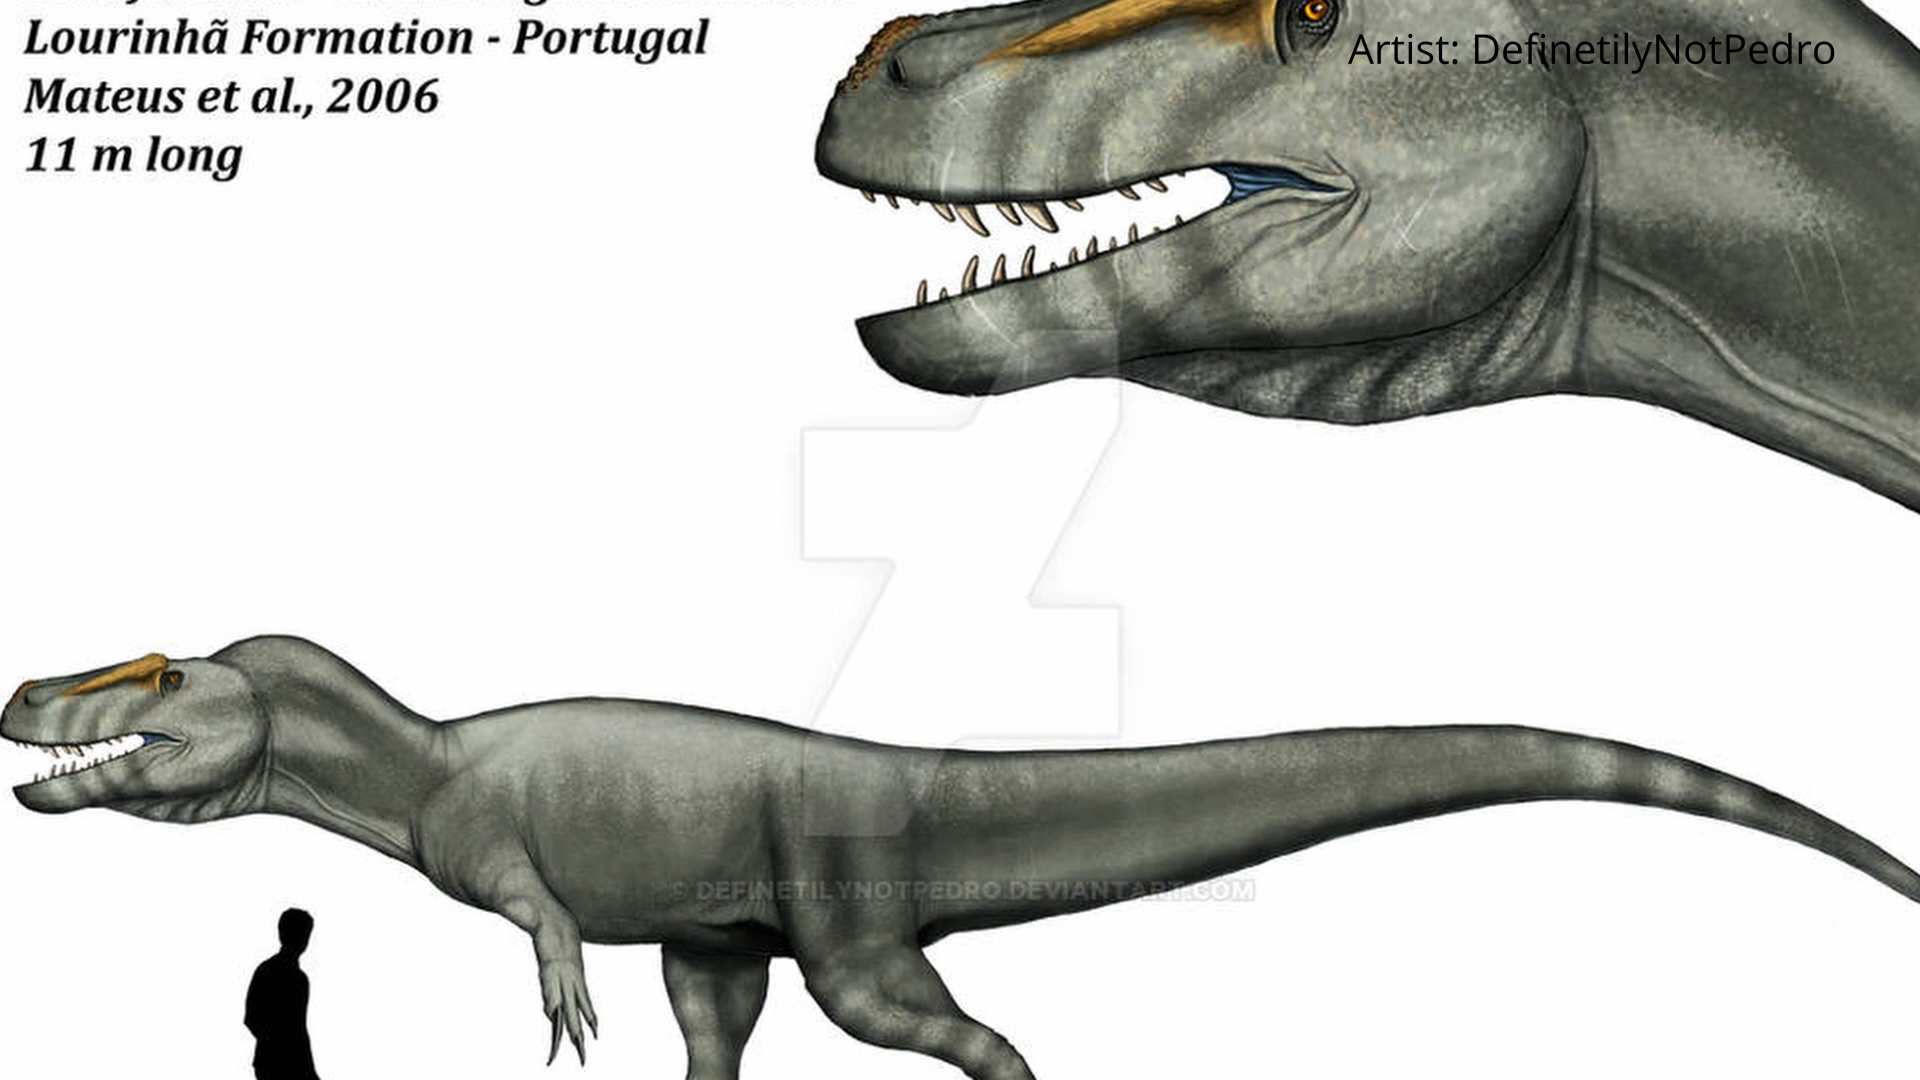 Lourinhã Formation - Portugal
Mateus et al., 2006
11 m long
Artist: DefinetilyNotPedro
© DEFINETILYNOTPEDRO.DEVIANTART.COM